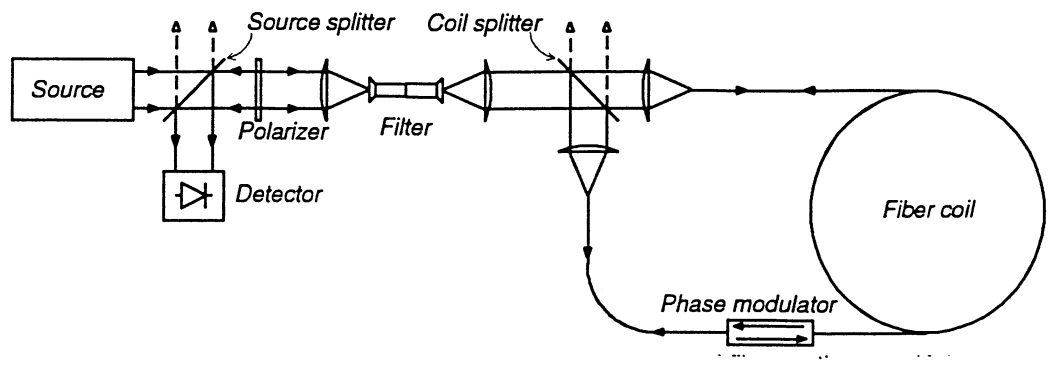 Source splitter
Coil splitter
Source
Polarizer
Filter
Detector
Fiber coil
Phase modulator